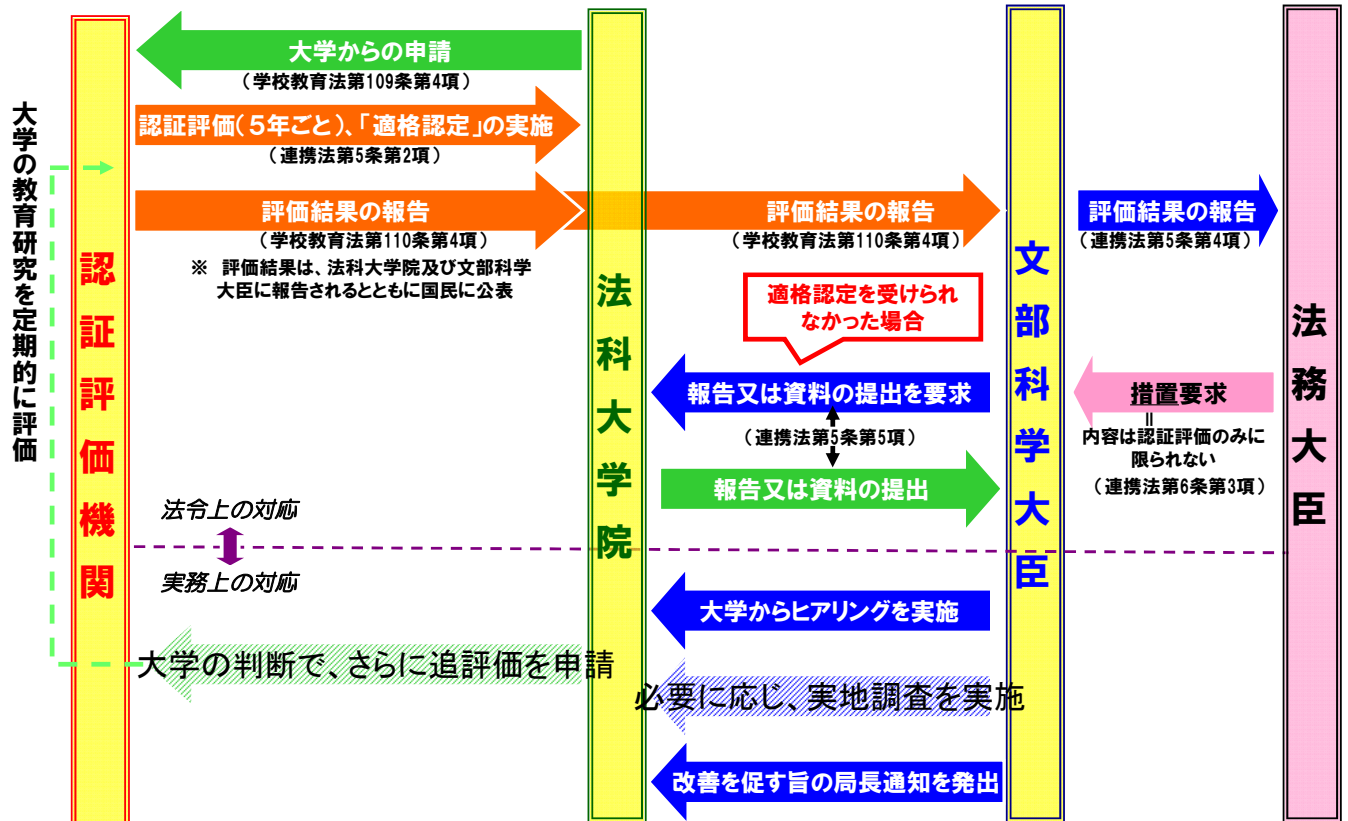 大学からの申請
（学校教育法第109条第4項）
認証評価（５年ごと）、「適格認定」の実施
（連携法第5条第2項）
評価結果の報告
（学校教育法第110条第4項）
※　評価結果は、法科大学院及び文部科学
大臣に報告されるとともに国民に公表
評価結果の報告
（学校教育法第110条第4項）
評価結果の報告
（連携法第5条第4項）
大学の教育研究を定期的に評価
認証評価機関
法科大学院
文部科学大臣
法務大臣
適格認定を受けられ
なかった場合
報告又は資料の提出を要求
（連携法第5条第5項）
報告又は資料の提出
措置要求
＝
内容は認証評価のみに
限られない
（連携法第6条第3項）
法令上の対応
実務上の対応
大学からヒアリングを実施
大学の判断で、さらに追評価を申請
必要に応じ、実地調査を実施
改善を促す旨の局長通知を発出